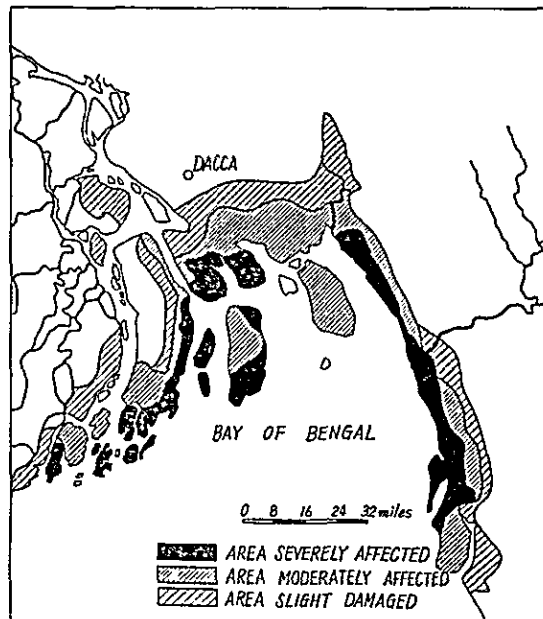 DACCA
BAY OF BENGAL
0 8 16 24 32 miles
AREA SEVERELY AFFECTED
AREA MODERATELY AFFECTED
AREA SLIGHT DAMAGED